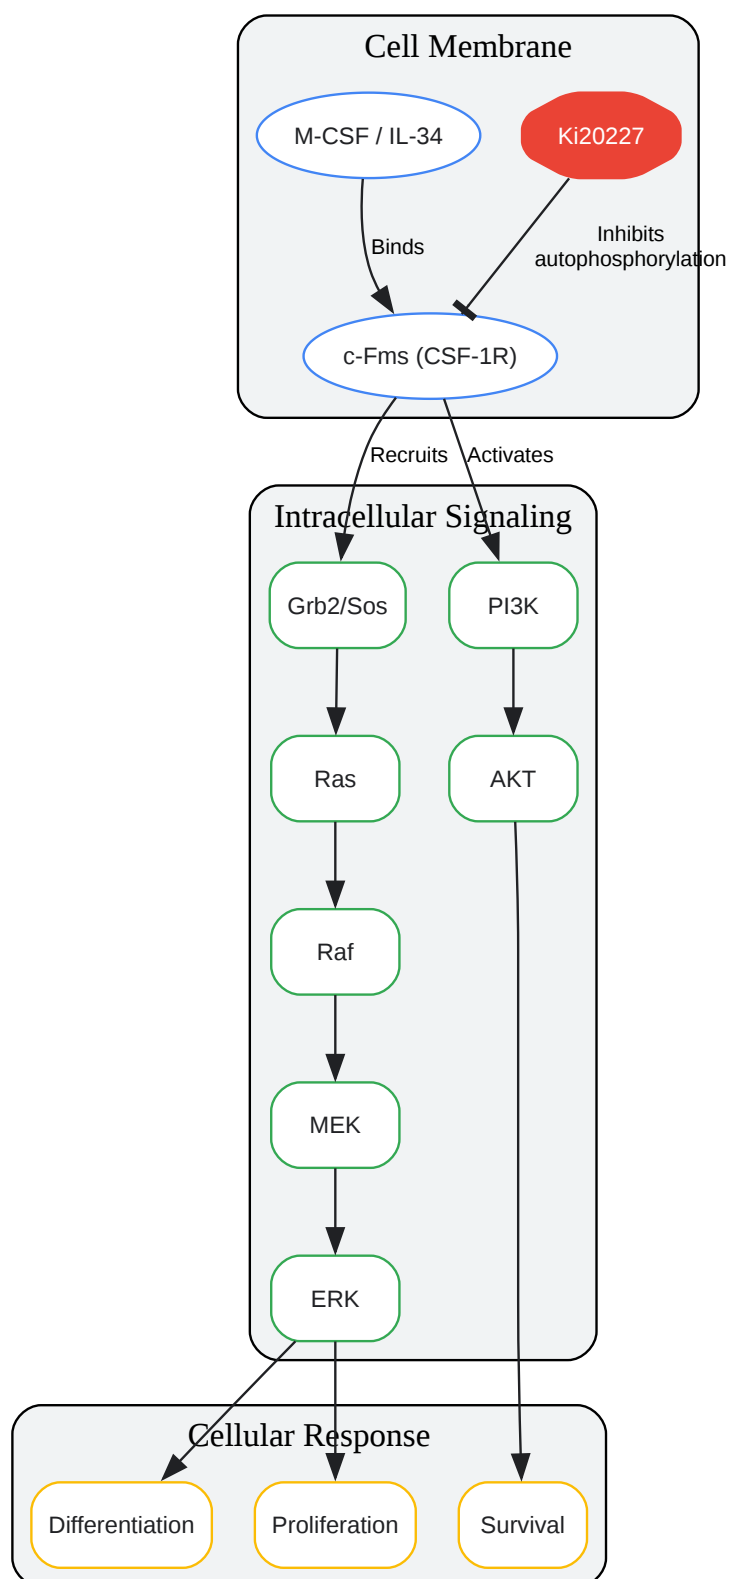 Cell Membrane
M-CSF / IL-34
Ki20227
Binds
Inhibits
autophosphorylation
c-Fms (CSF-1R)
Recruits
Activates
Intracellular Signaling
Grb2/Sos
PI3K
Ras
AKT
Raf
MEK
ERK
Cellular Response
Differentiation
Proliferation
Survival